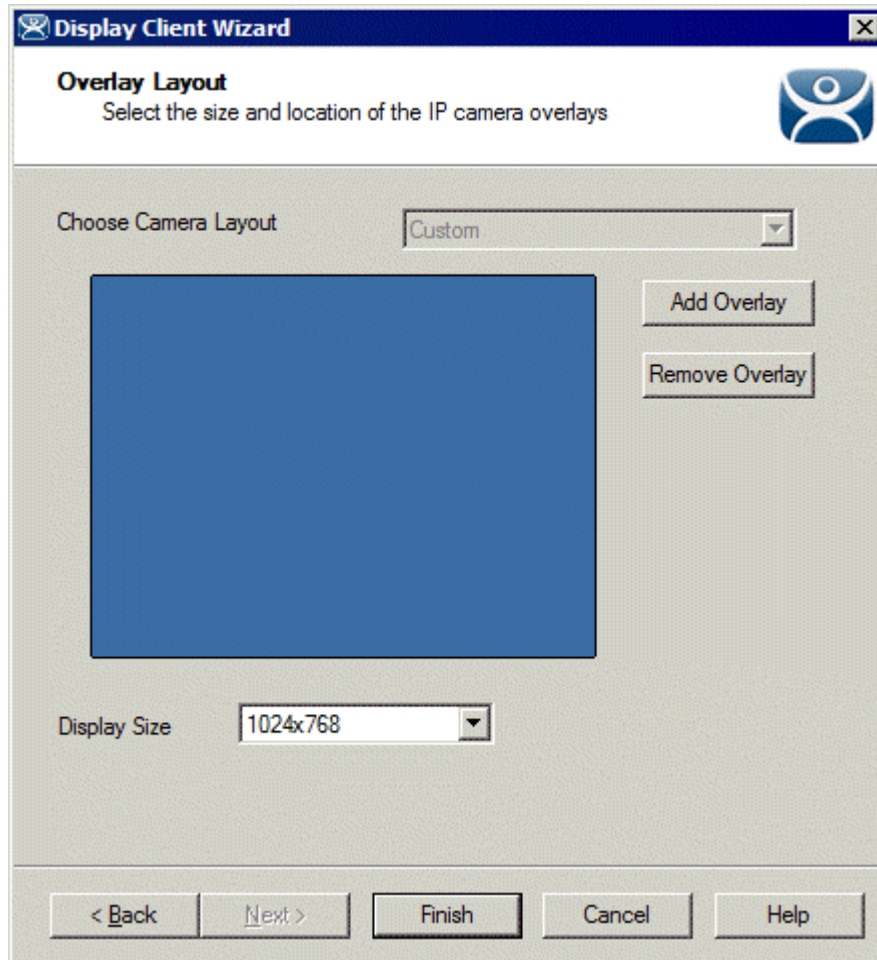 Display Client Wizard
Overlay Layout
Select the size and location of the IP camera overlays
Choose Camera Layout
Custom
Add Overlay
Remove Overlay
Display Size
1024x768
< Back
Next >
Finish
Cancel
Help